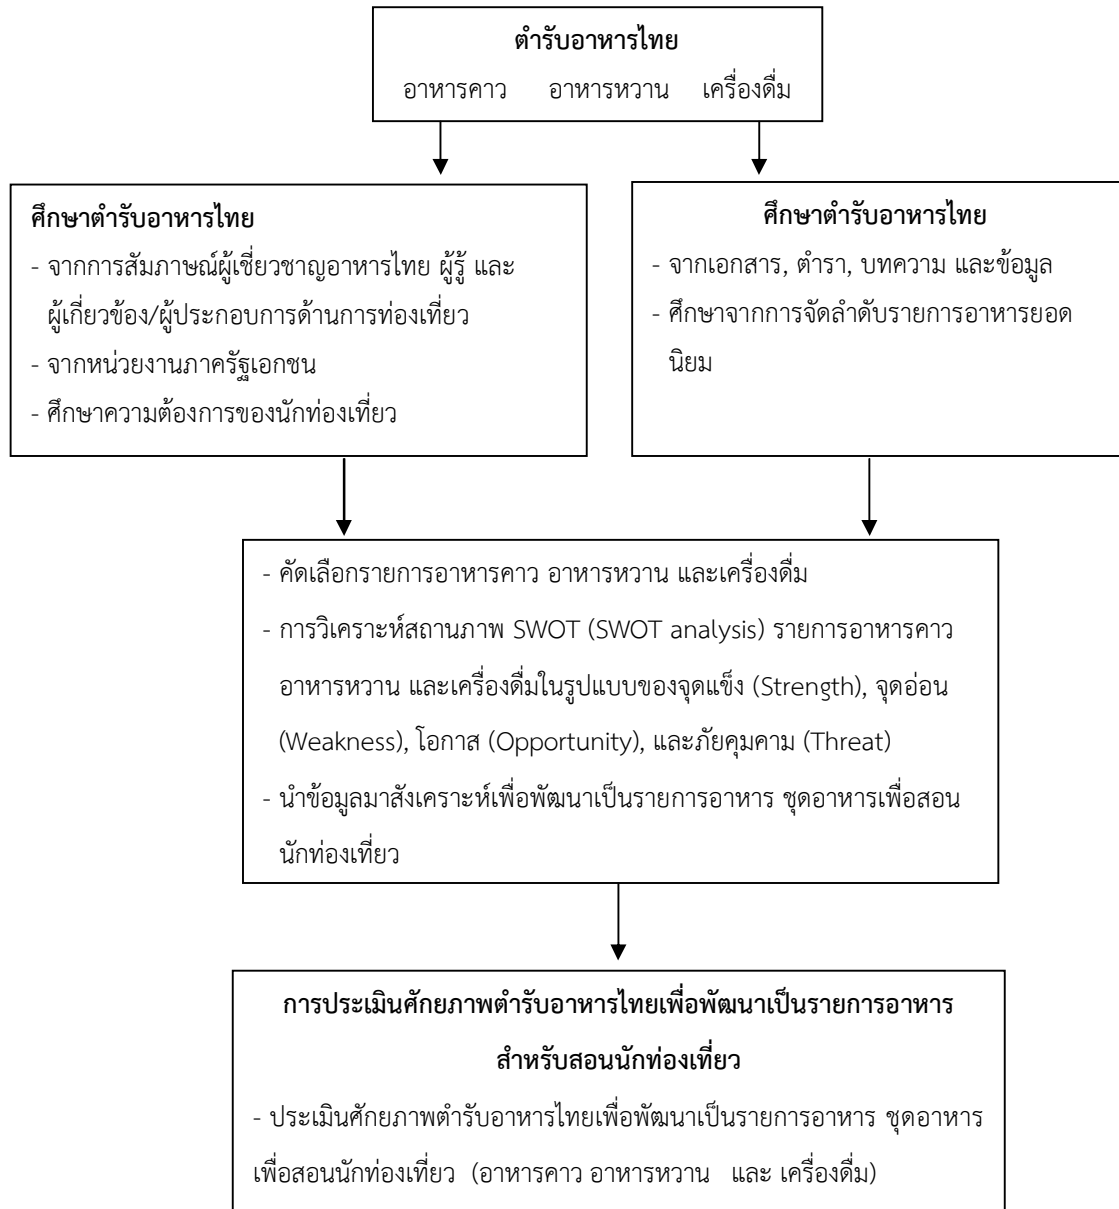 ตำรับอาหารไทย
อาหารคาว อาหารหวาน เครื่องดื่ม
ศึกษาตำรับอาหารไทย
- จากการสัมภาษณ์ผู้เชี่ยวชาญอาหารไทย ผู้รู้ และ
ผู้เกี่ยวข้อง/ผู้ประกอบการด้านการท่องเที่ยว
- จากหน่วยงานภาครัฐเอกชน
- ศึกษาความต้องการของนักท่องเที่ยว
ศึกษาตำรับอาหารไทย
- จากเอกสาร, ตำรา, บทความ และข้อมูล
- ศึกษาจากการจัดลำดับรายการอาหารยอด
นิยม
- คัดเลือกรายการอาหารคาว อาหารหวาน และเครื่องดื่ม
- การวิเคราะห์สถานภาพ SWOT (SWOT analysis) รายการอาหารคาว
อาหารหวาน และเครื่องดื่มในรูปแบบของจุดแข็ง (Strength), จุดอ่อน
(Weakness), โอกาส (Opportunity), และภัยคุมคาม (Threat)
- นำข้อมูลมาสังเคราะห์เพื่อพัฒนาเป็นรายการอาหาร ชุดอาหารเพื่อสอน
นักท่องเที่ยว
การประเมินศักยภาพตำรับอาหารไทยเพื่อพัฒนาเป็นรายการอาหาร
สำหรับสอนนักท่องเที่ยว
- ประเมินศักยภาพตำรับอาหารไทยเพื่อพัฒนาเป็นรายการอาหาร ชุดอาหาร
เพื่อสอนนักท่องเที่ยว (อาหารคาว อาหารหวาน และ เครื่องดื่ม)